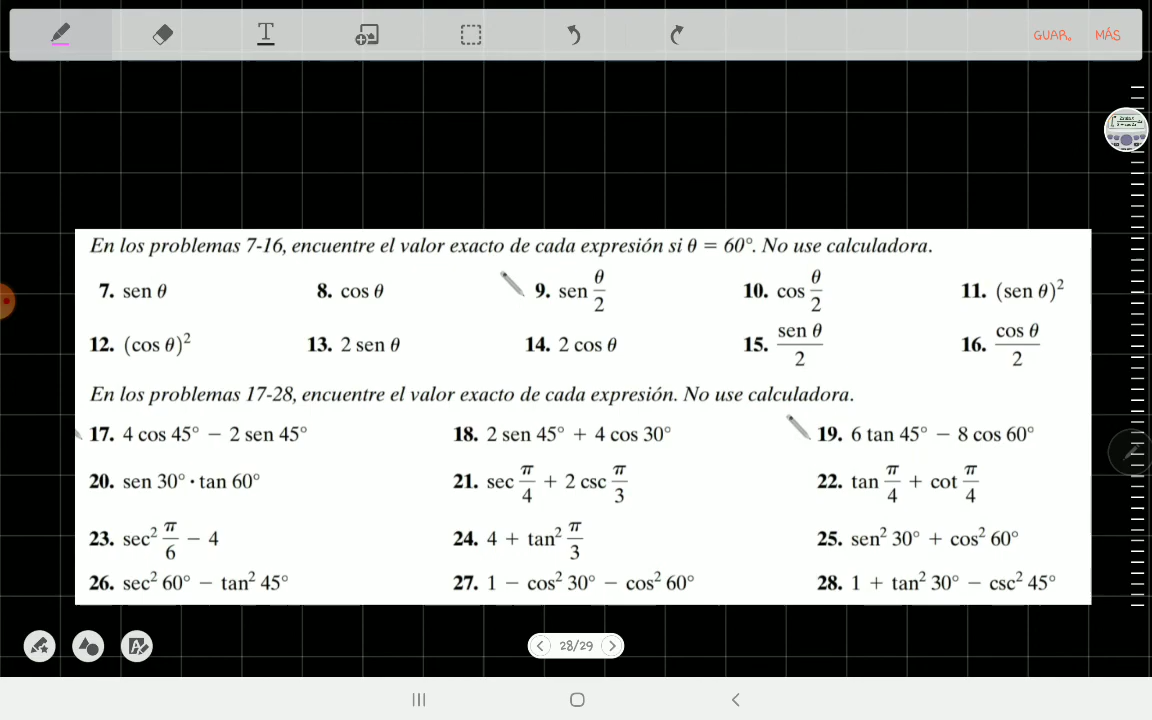 T GUAR. MÁS
En los problemas 7-16, encuentre el valor exacto de cada expresión si θ = 60°. No use calculadora.
7. sen θ 8. cos θ 9. sen θ/2 10. cos θ/2 11. (sen θ)²
12. (cos θ)² 13. 2 sen θ 14. 2 cos θ 15. sen θ/2 16. cos θ/2
En los problemas 17-28, encuentre el valor exacto de cada expresión. No use calculadora.
17. 4 cos 45° − 2 sen 45° 18. 2 sen 45° + 4 cos 30° 19. 6 tan 45° − 8 cos 60°
20. sen 30° · tan 60° 21. sec π/4 + 2 csc π/3 22. tan π/4 + cot π/4
23. sec² π/6 − 4 24. 4 + tan² π/3 25. sen² 30° + cos² 60°
26. sec² 60° − tan² 45° 27. 1 − cos² 30° − cos² 60° 28. 1 + tan² 30° − csc² 45°
28/29